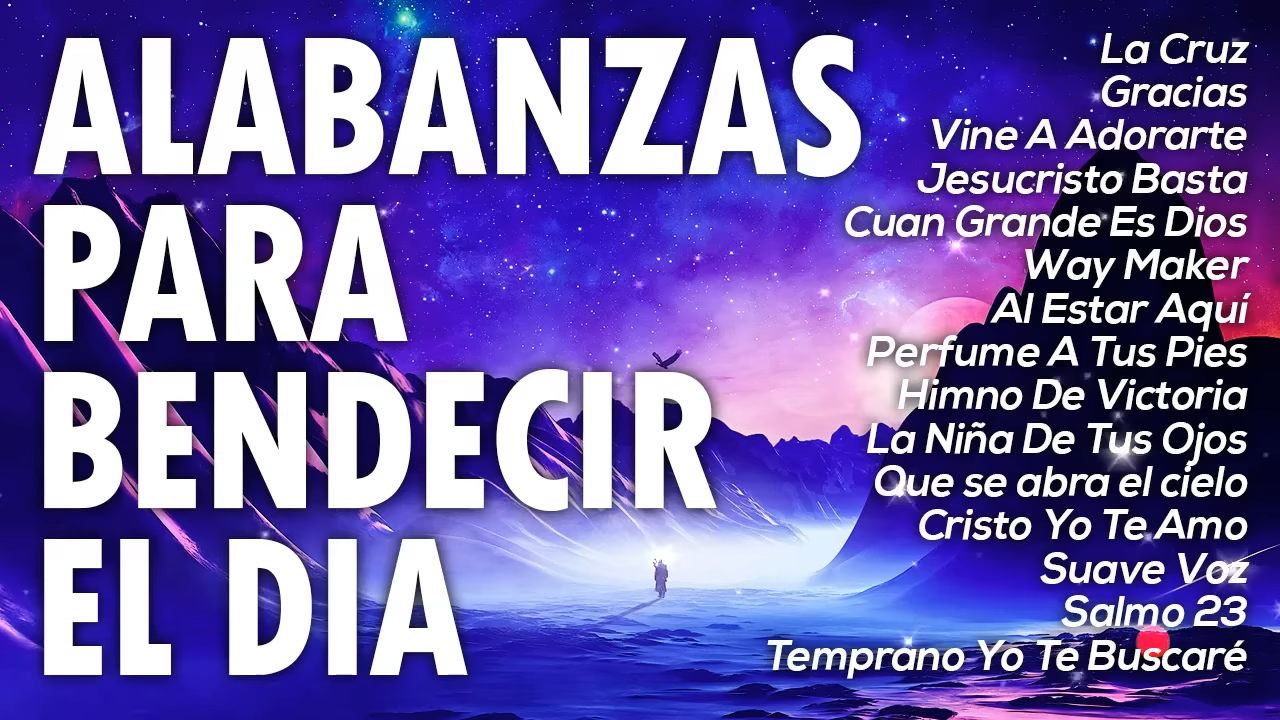 ALABANZAS
PARA
BENDECIR
EL DIA
La Cruz
Gracias
Vine A Adorarte
Jesucristo Basta
Cuan Grande Es Dios
Way Maker
Al Estar Aquí
Perfume A Tus Pies
Himno De Victoria
La Niña De Tus Ojos
Que se abra el cielo
Cristo Yo Te Amo
Suave Voz
Salmo 23
Temprano Yo Te Buscaré